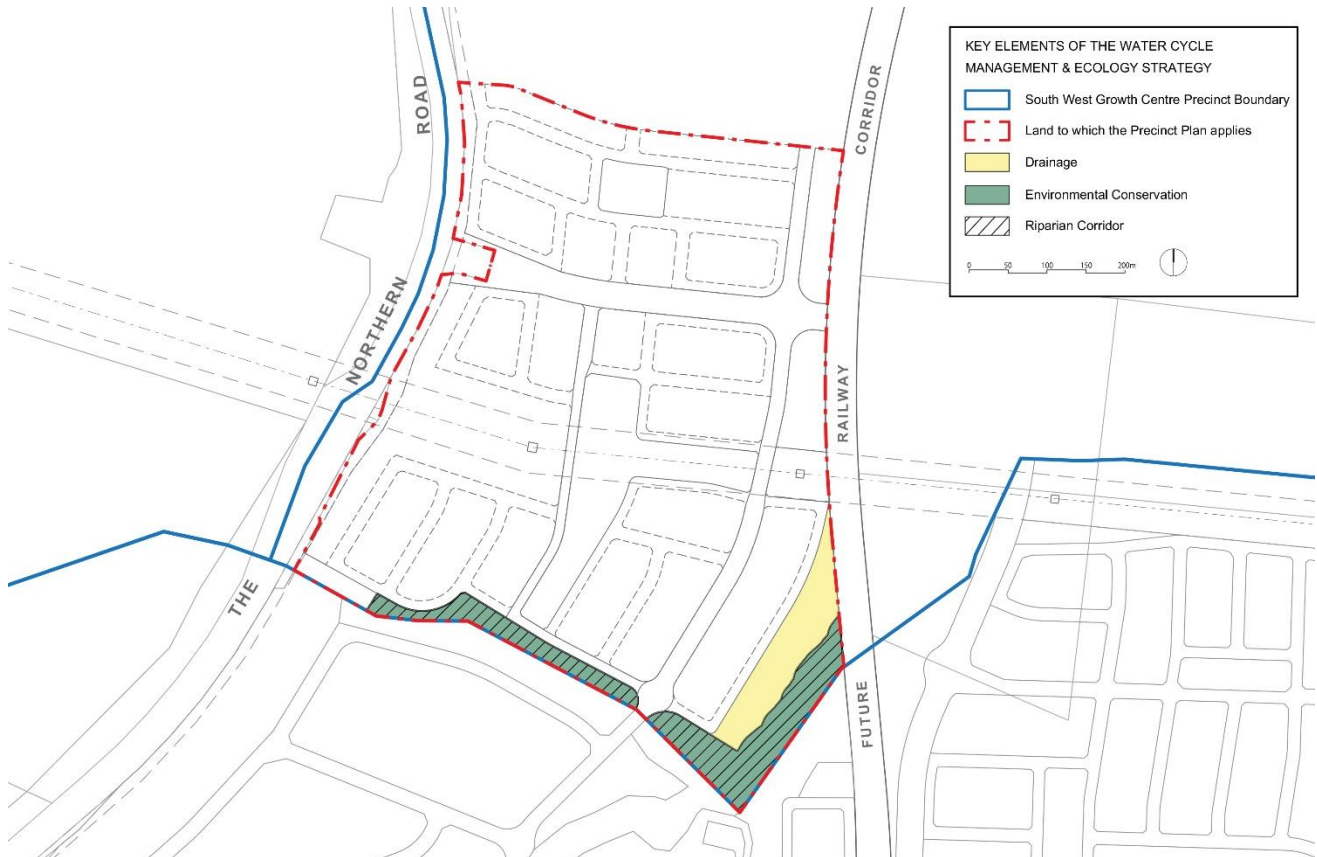 KEY ELEMENTS OF THE WATER CYCLE
MANAGEMENT & ECOLOGY STRATEGY
South West Growth Centre Precinct Boundary
Land to which the Precinct Plan applies
Drainage
Environmental Conservation
Riparian Corridor
0 50 100 150 200m
THE NORTHERN ROAD
FUTURE RAILWAY CORRIDOR